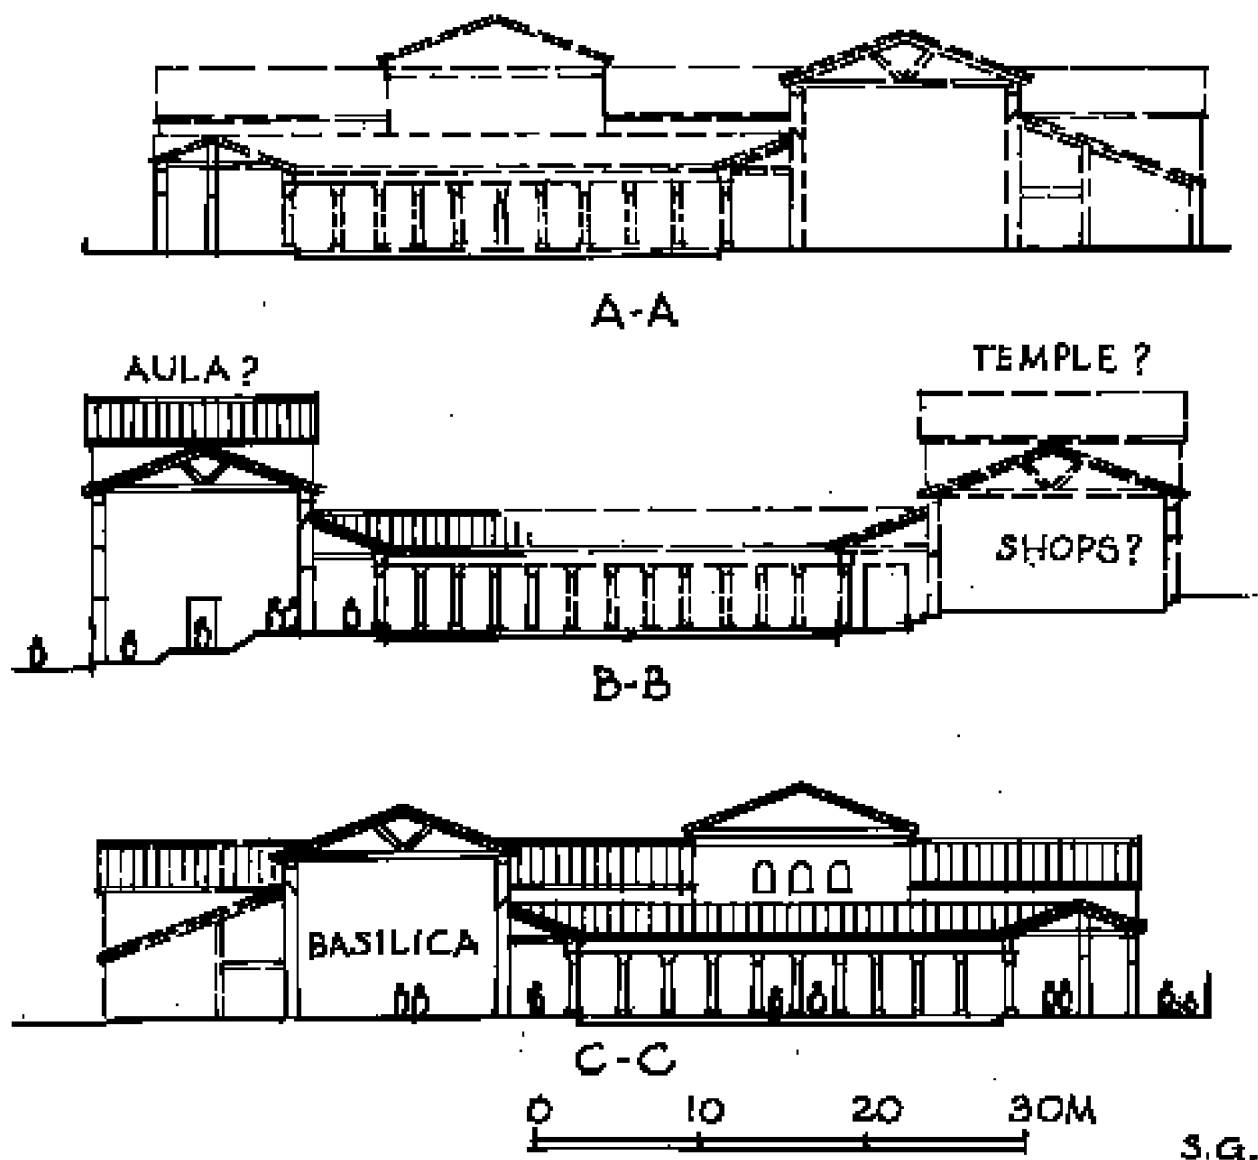 A-A
AULA?
TEMPLE?
SHOPS?
B-B
BASILICA
C-C
0 10 20 30M
S.G.